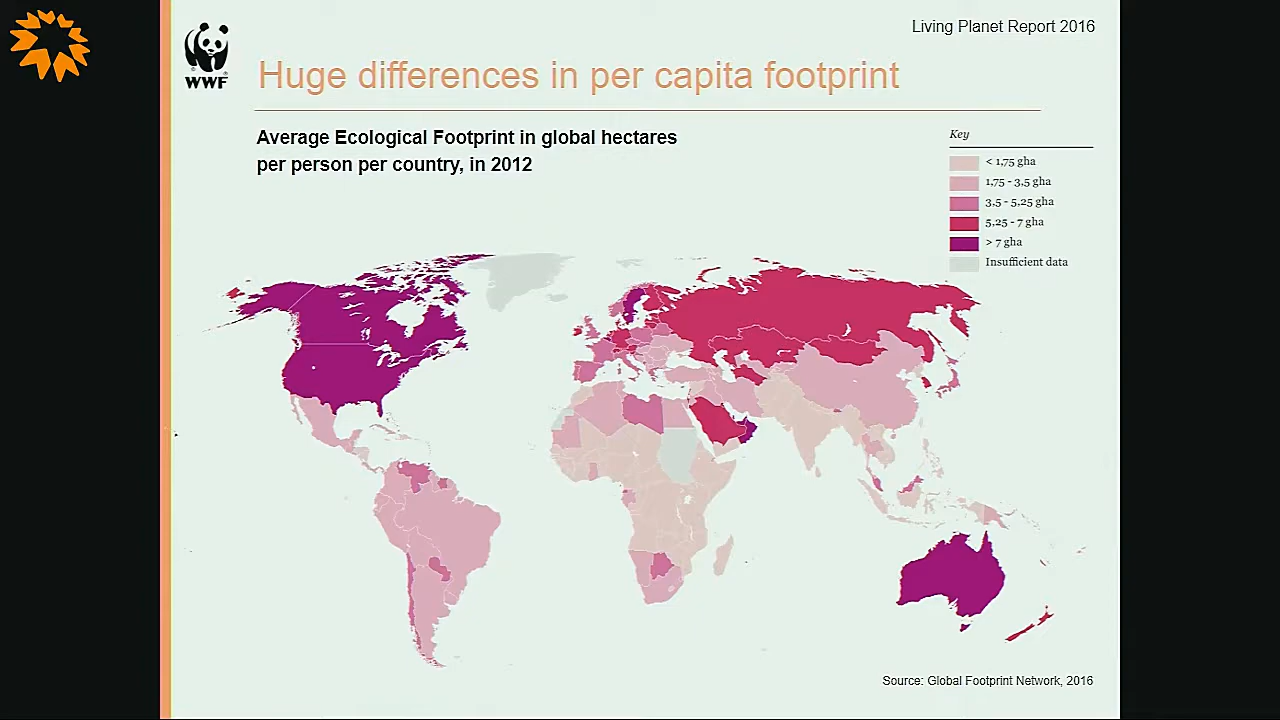 Living Planet Report 2016
WWF
Huge differences in per capita footprint
Average Ecological Footprint in global hectares
per person per country, in 2012
Key
< 1,75 gha
1,75 - 3,5 gha
3,5 - 5,25 gha
5,25 - 7 gha
> 7 gha
Insufficient data
Source: Global Footprint Network, 2016